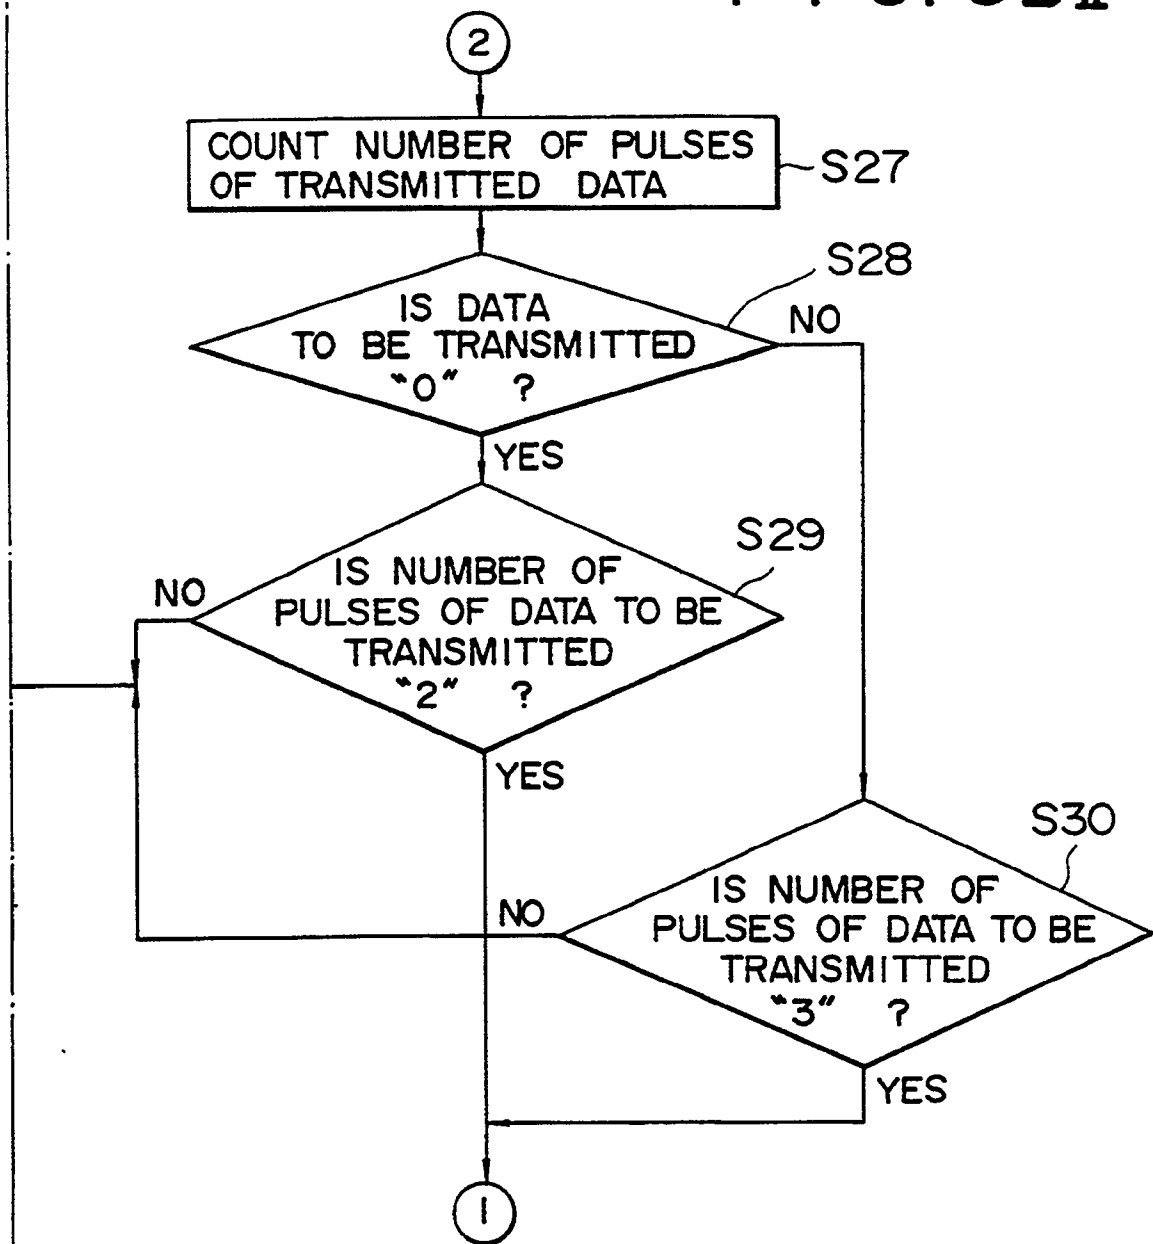 2
COUNT NUMBER OF PULSES
OF TRANSMITTED DATA
S27
S28
IS DATA
TO BE TRANSMITTED
"0" ?
NO
YES
S29
IS NUMBER OF
PULSES OF DATA TO BE
TRANSMITTED
"2" ?
NO
YES
S30
IS NUMBER OF
PULSES OF DATA TO BE
TRANSMITTED
"3" ?
NO
YES
1